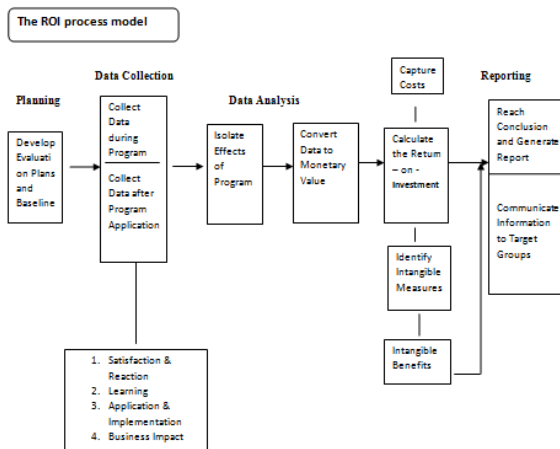 The ROI process model
Data Collection
Reporting
Planning
Data Analysis
Capture
Costs
Develop
Evaluati
on Plans
and
Baseline
Collect
Data
during
Program
Collect
Data after
Program
Application
Isolate
Effects
of
Program
Convert
Data to
Monetary
Value
Calculate
the Return
– on -
Investment
Reach
Conclusion
and Generate
Report
Communicate
Information
to Target
Groups
Identify
Intangible
Measures
Intangible
Benefits
1. Satisfaction &
Reaction
2. Learning
3. Application &
Implementation
4. Business Impact